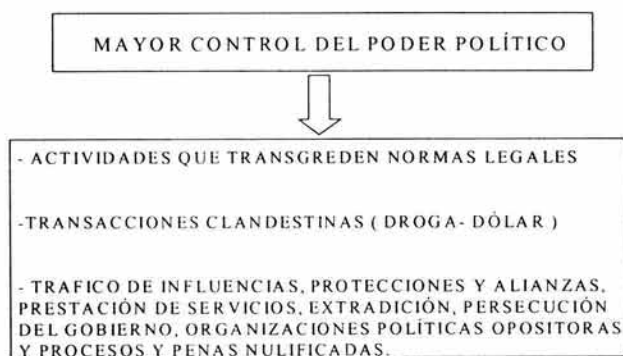 MAYOR CONTROL DEL PODER POLÍTICO
- ACTIVIDADES QUE TRANSGREDEN NORMAS LEGALES
-TRANSACCIONES CLANDESTINAS ( DROGA- DÓLAR )
- TRAFICO DE INFLUENCIAS, PROTECCIONES Y ALIANZAS,
PRESTACIÓN DE SERVICIOS, EXTRADICIÓN, PERSECUCIÓN
DEL GOBIERNO, ORGANIZACIONES POLÍTICAS OPOSITORAS
Y PROCESOS Y PENAS NULIFICADAS.